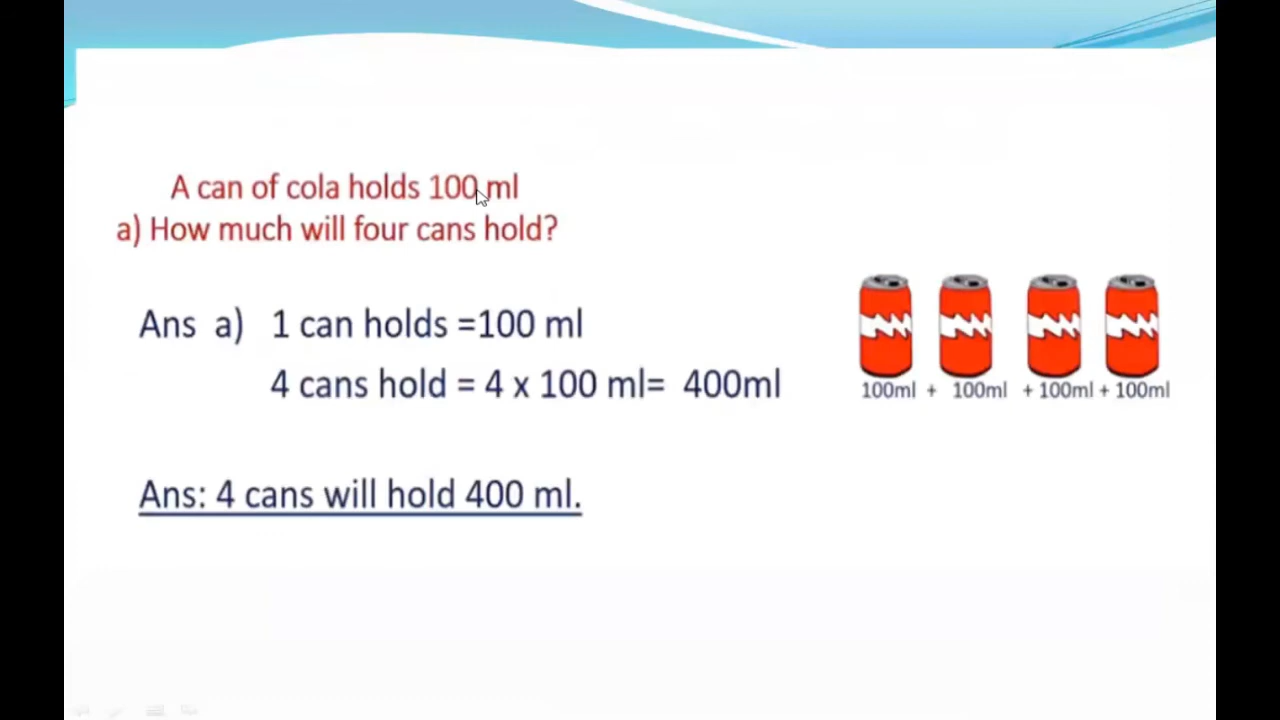 A can of cola holds 100 ml
a) How much will four cans hold?
Ans a) 1 can holds =100 ml
4 cans hold = 4 x 100 ml= 400ml
100ml + 100ml + 100ml + 100ml
Ans: 4 cans will hold 400 ml.